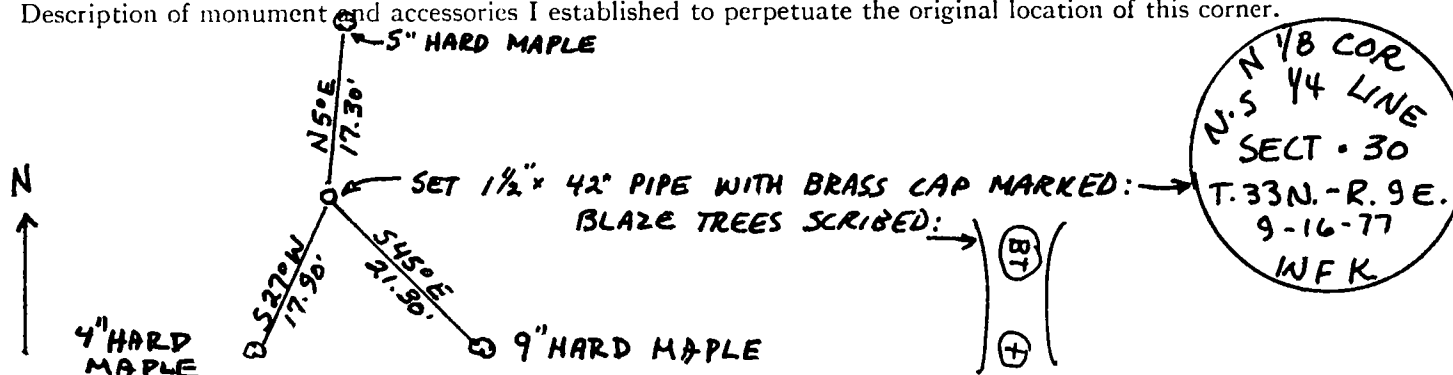 Description of monument and accessories I established to perpetuate the original location of this corner.
5" HARD MAPLE
N5°E
17.30'
N
SET 1½" x 42" PIPE WITH BRASS CAP MARKED:
BLAZE TREES SCRIBED:
S27°W
17.90'
S45°E
21.30'
4" HARD
MAPLE
9" HARD MAPLE
BT
N 1/8 COR
N.S 1/4 LINE
SECT • 30
T.33N.-R.9E.
9-16-77
WFK